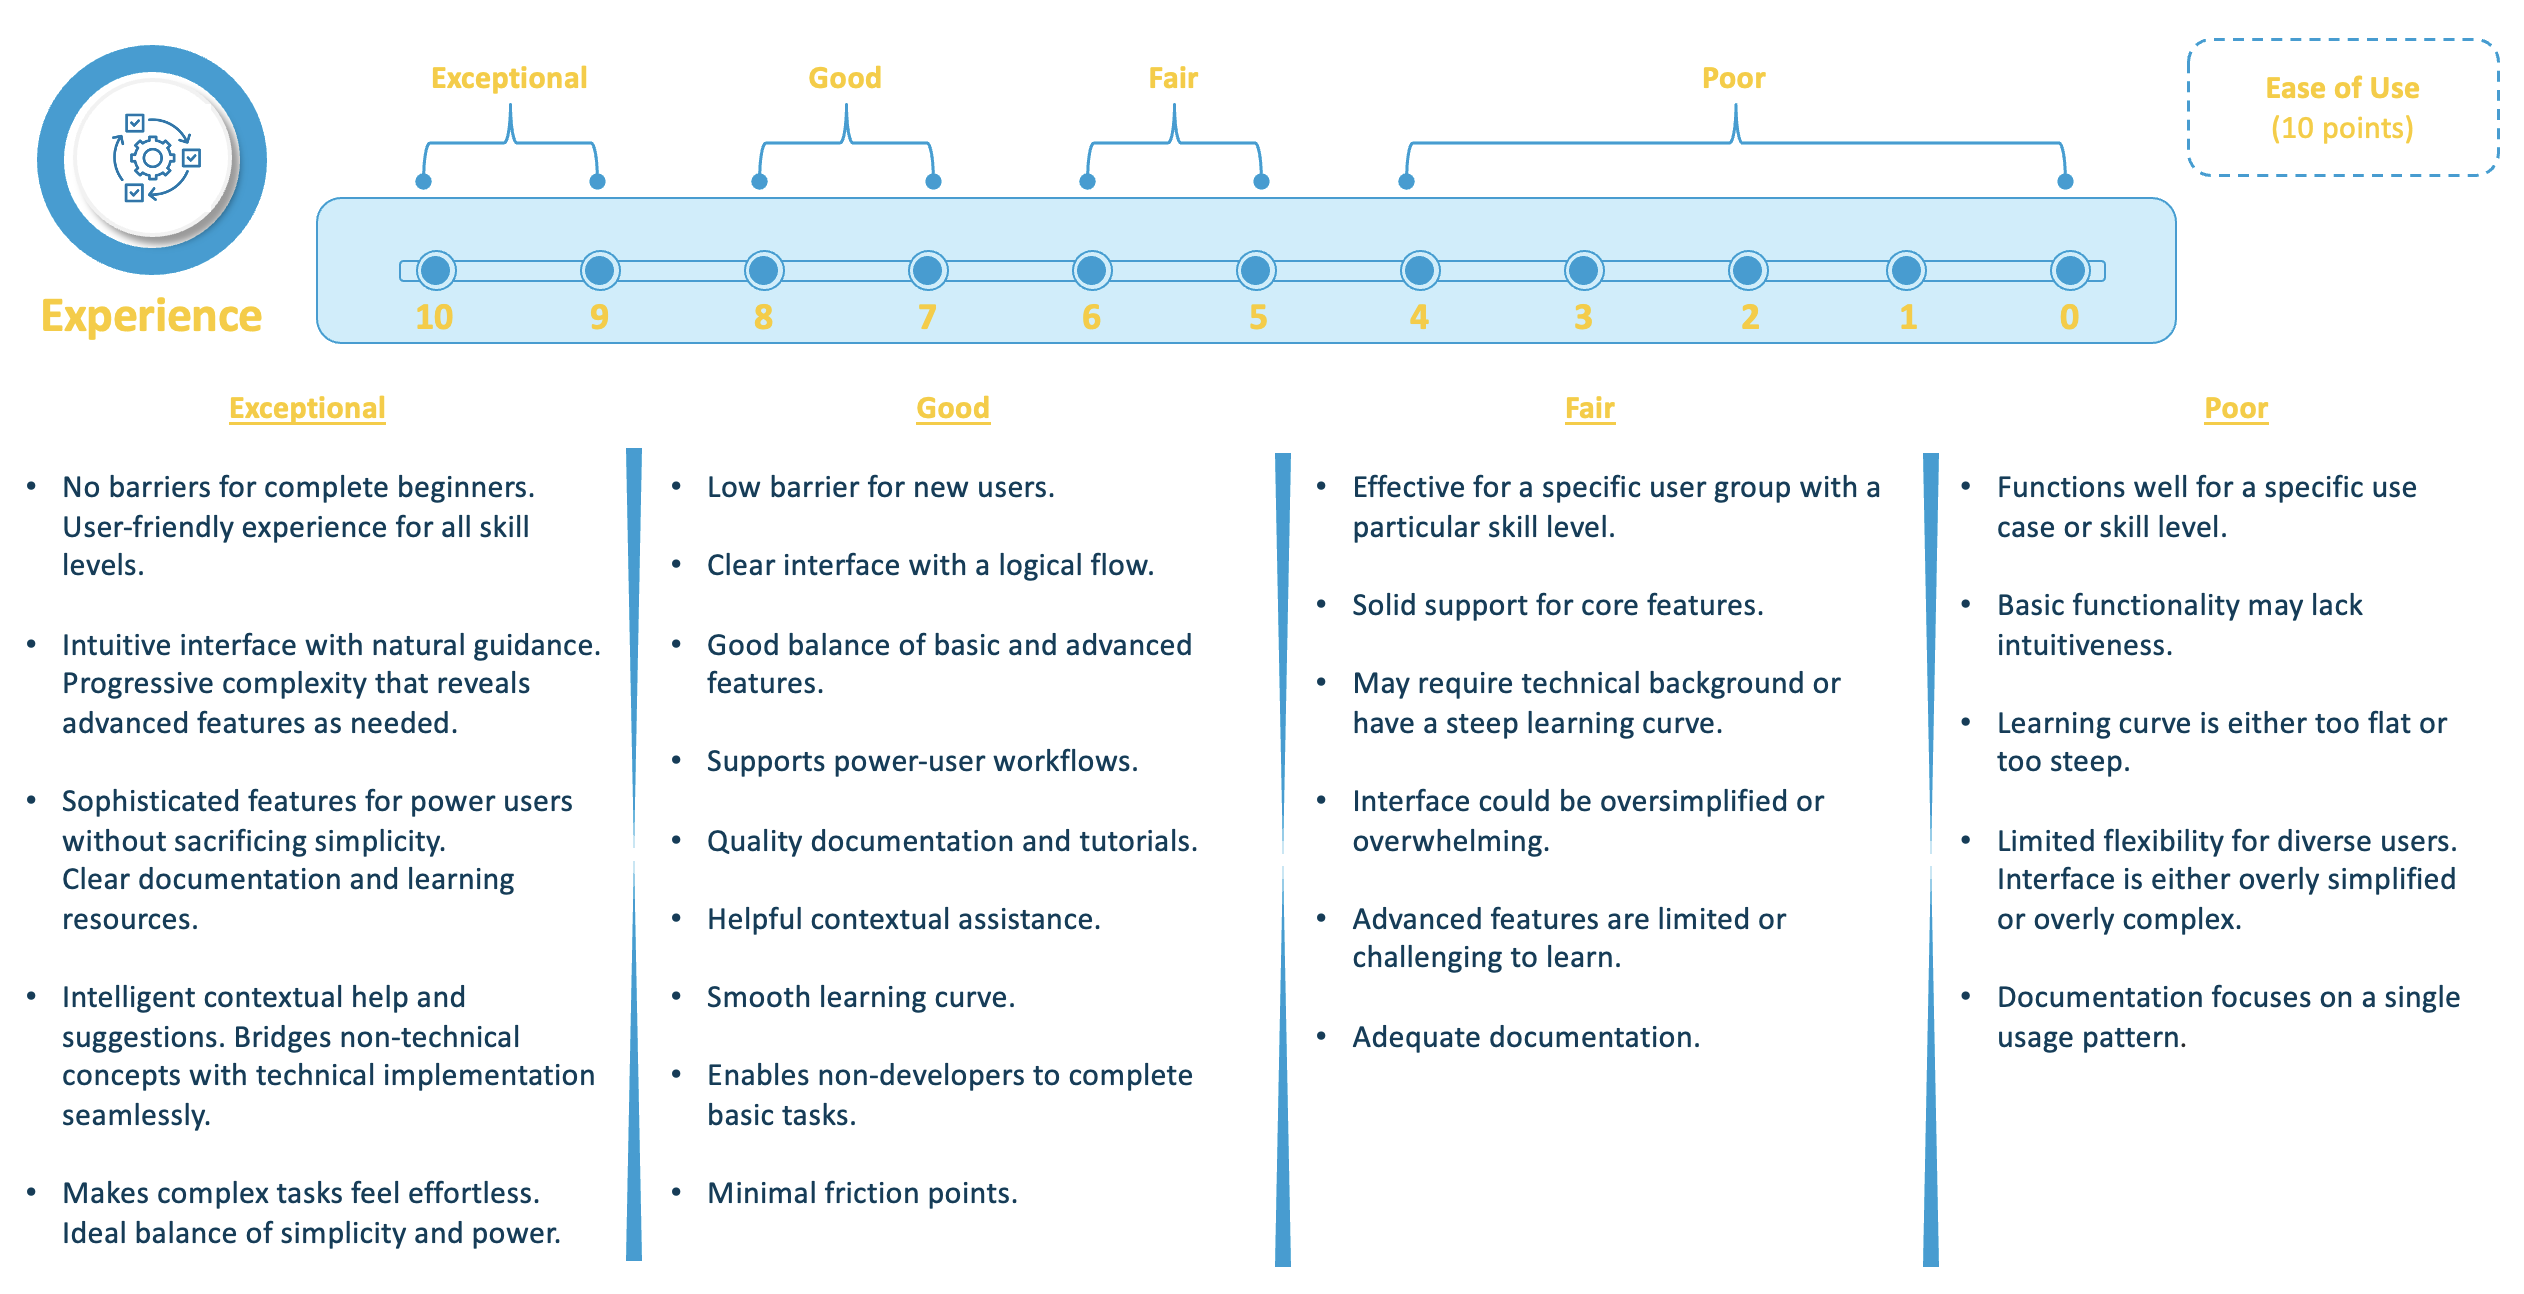 Exceptional
Good
Fair
Poor
Ease of Use
(10 points)
Experience
10
9
8
7
6
5
4
3
2
1
0
Exceptional
• No barriers for complete beginners.
User-friendly experience for all skill
levels.
• Intuitive interface with natural guidance.
Progressive complexity that reveals
advanced features as needed.
• Sophisticated features for power users
without sacrificing simplicity.
Clear documentation and learning
resources.
• Intelligent contextual help and
suggestions. Bridges non-technical
concepts with technical implementation
seamlessly.
• Makes complex tasks feel effortless.
Ideal balance of simplicity and power.
Good
• Low barrier for new users.
• Clear interface with a logical flow.
• Good balance of basic and advanced
features.
• Supports power-user workflows.
• Quality documentation and tutorials.
• Helpful contextual assistance.
• Smooth learning curve.
• Enables non-developers to complete
basic tasks.
• Minimal friction points.
Fair
• Effective for a specific user group with a
particular skill level.
• Solid support for core features.
• May require technical background or
have a steep learning curve.
• Interface could be oversimplified or
overwhelming.
• Advanced features are limited or
challenging to learn.
• Adequate documentation.
Poor
• Functions well for a specific use
case or skill level.
• Basic functionality may lack
intuitiveness.
• Learning curve is either too flat or
too steep.
• Limited flexibility for diverse users.
Interface is either overly simplified
or overly complex.
• Documentation focuses on a single
usage pattern.